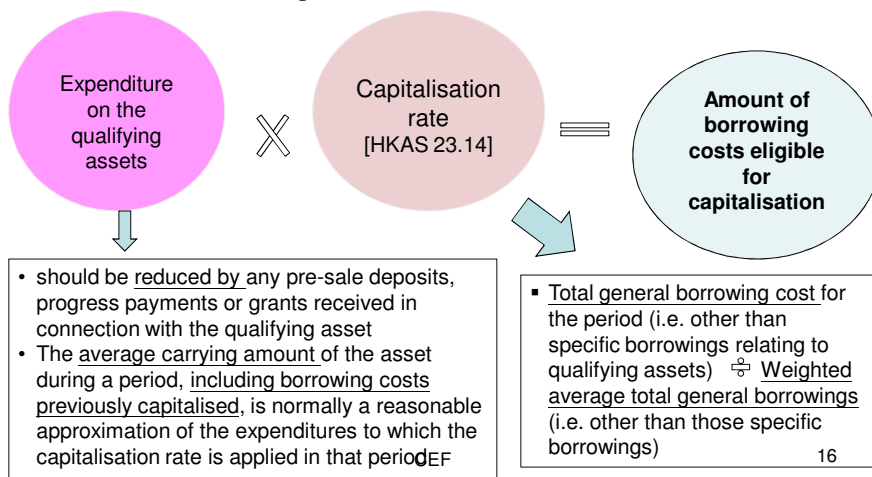 Expenditure
on the
qualifying
assets
Capitalisation
rate
[HKAS 23.14]
Amount of
borrowing
costs eligible
for
capitalisation
• should be reduced by any pre-sale deposits,
progress payments or grants received in
connection with the qualifying asset
• The average carrying amount of the asset
during a period, including borrowing costs
previously capitalised, is normally a reasonable
approximation of the expenditures to which the
capitalisation rate is applied in that period
▪ Total general borrowing cost for
the period (i.e. other than
specific borrowings relating to
qualifying assets) ÷ Weighted
average total general borrowings
(i.e. other than those specific
borrowings)
16